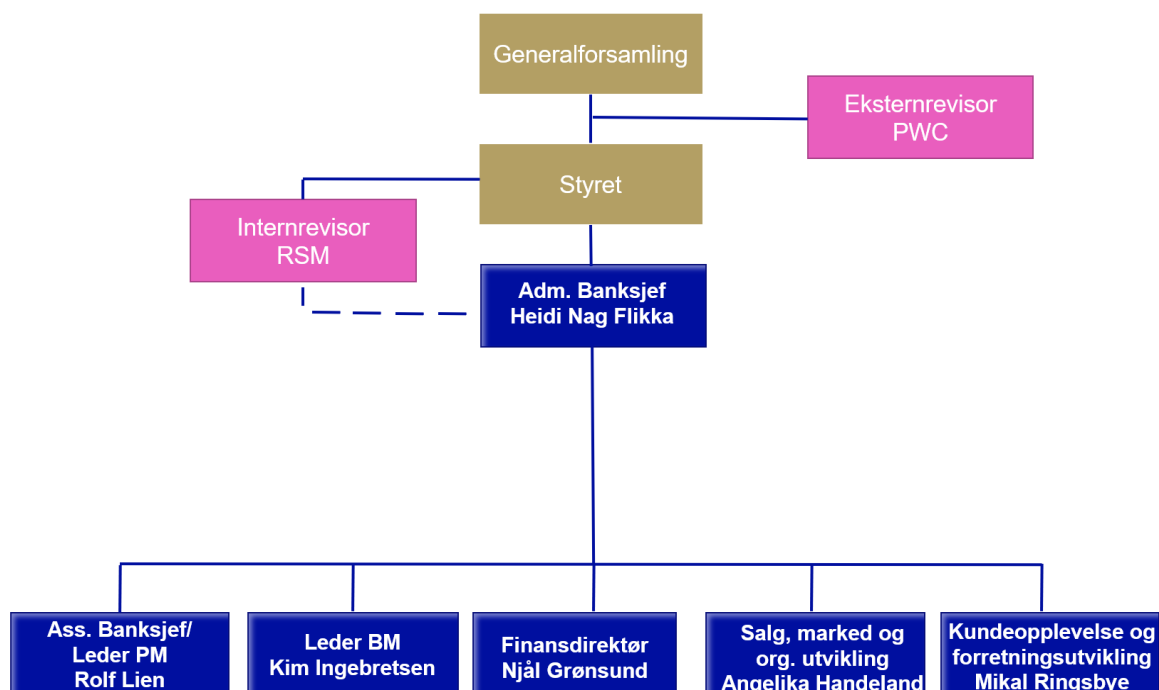 Generalforsamling
Eksternrevisor
PWC
Styret
Internrevisor
RSM
Adm. Banksjef
Heidi Nag Flikka
Ass. Banksjef/
Leder PM
Rolf Lien
Leder BM
Kim Ingebretsen
Finansdirektør
Njål Grønsund
Salg, marked og
org. utvikling
Angelika Handeland
Kundeopplevelse og
forretningsutvikling
Mikal Ringsbye